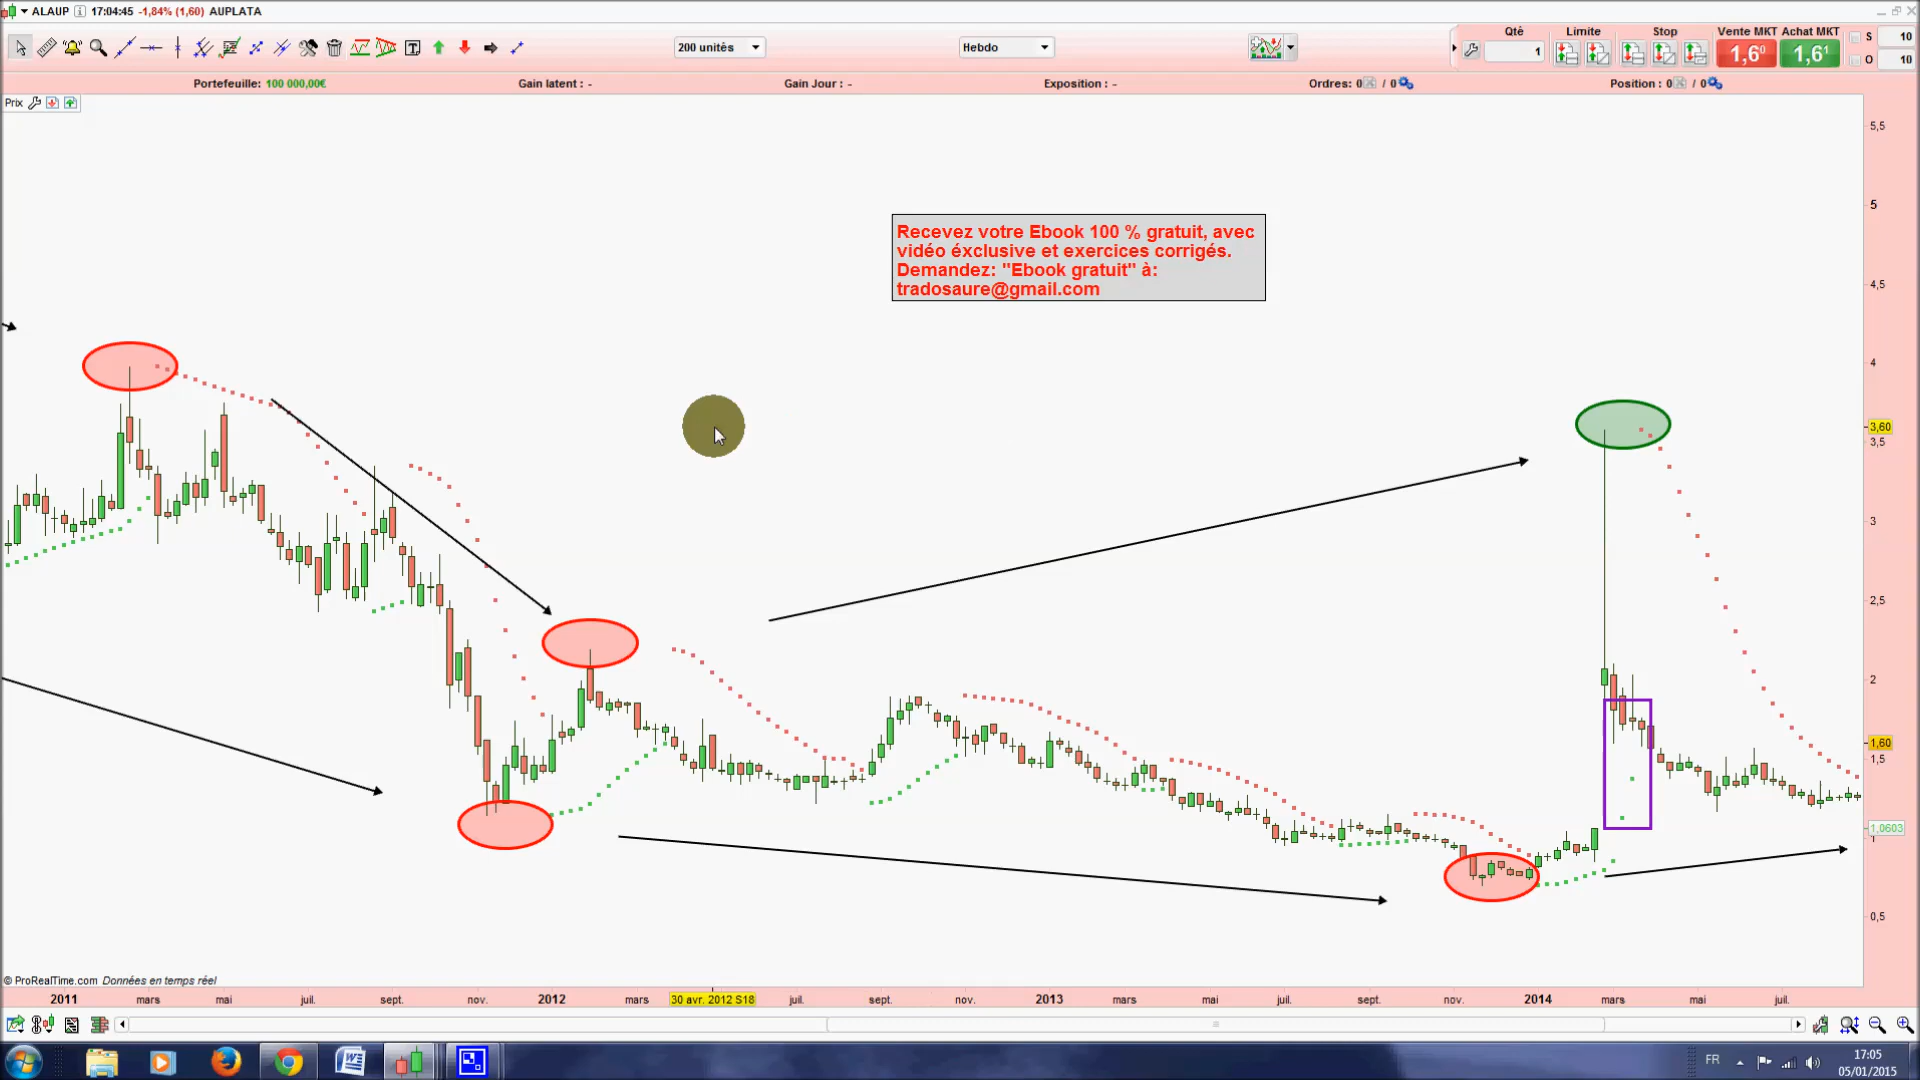 ALAUP 17:04:45 -1,84% (1,60) AUPLATA
200 unités
Hebdo
Qté
Limite
Stop
Vente MKT
Achat MKT
1
1,6⁰
1,6¹
S 10
O 10
Portefeuille: 100 000,00€
Gain latent : -
Gain Jour : -
Exposition : -
Ordres: 0 / 0
Position : 0 / 0
Prix
Recevez votre Ebook 100 % gratuit, avec
vidéo éxclusive et exercices corrigés.
Demandez: "Ebook gratuit" à:
tradosaure@gmail.com
5,5
5
4,5
4
3,60
3,5
3
2,5
2
1,60
1,5
1,0603
1
0,5
© ProRealTime.com Données en temps réel
2011 mars mai juil. sept. nov. 2012 mars 30 avr. 2012 S18 juil. sept. nov. 2013 mars mai juil. sept. nov. 2014 mars mai juil.
FR
17:05
05/01/2015